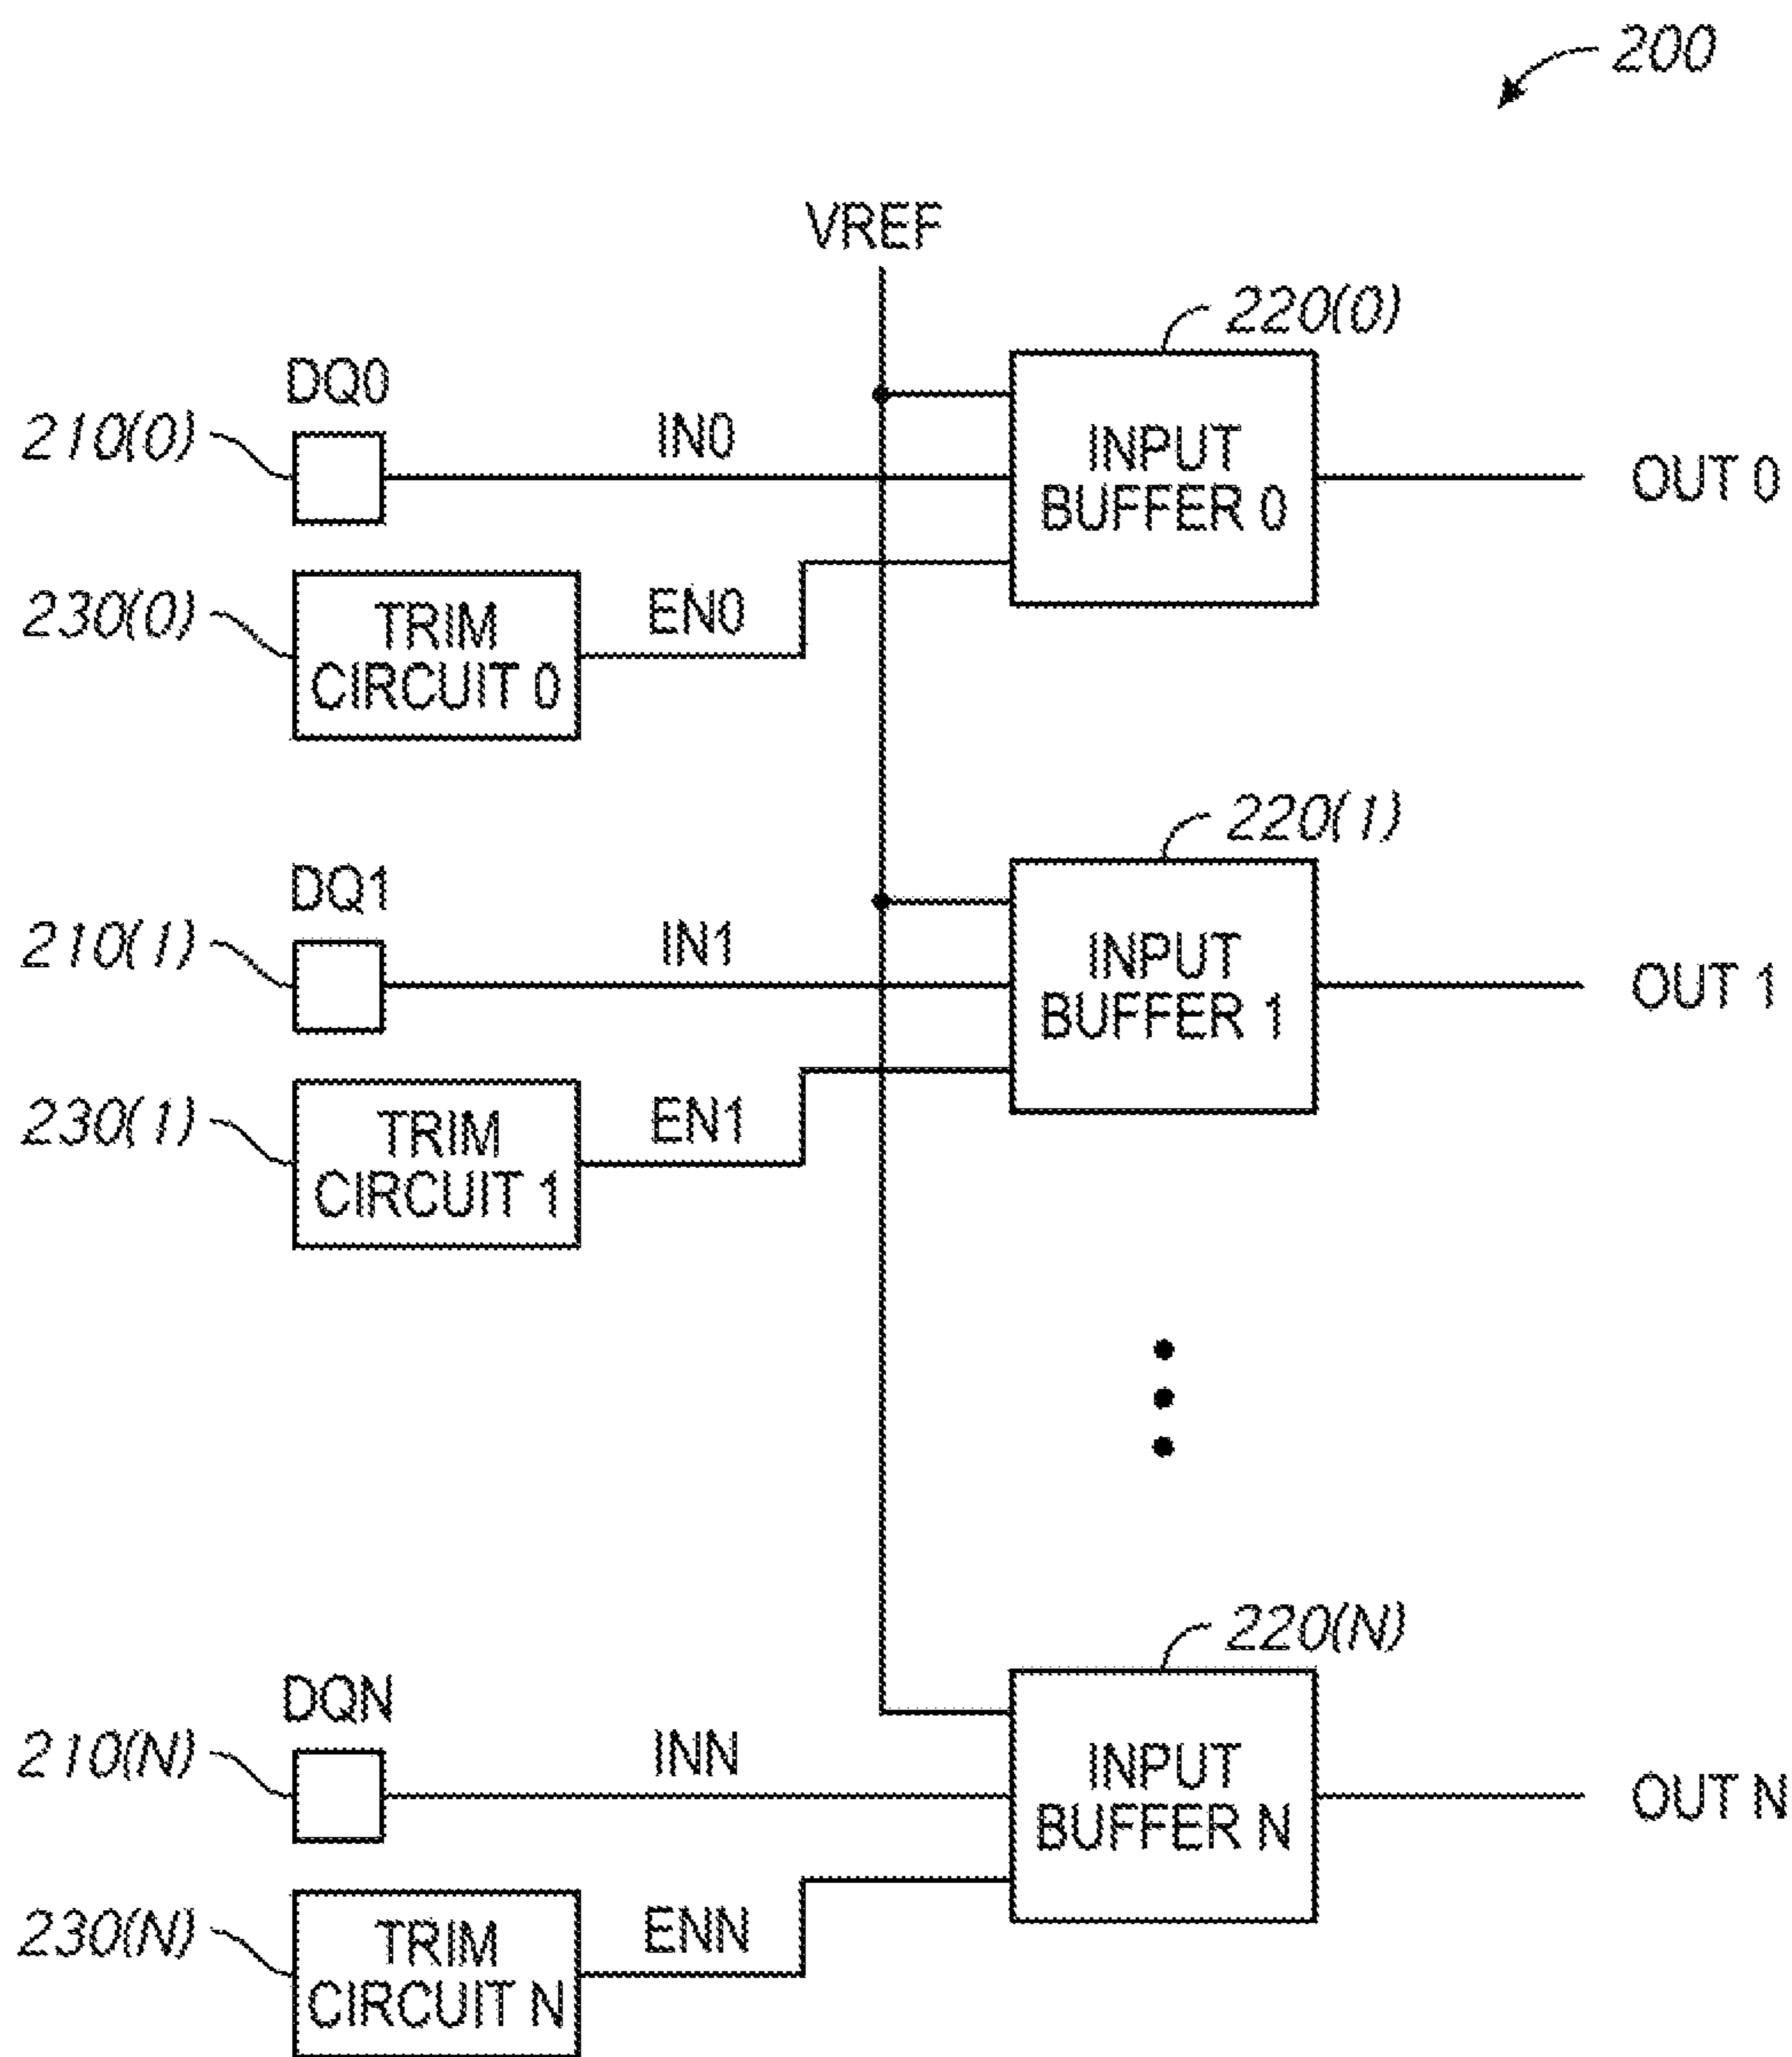 200
VREF
220(0)
DQ0
210(0)
IN0
INPUT
BUFFER 0
OUT 0
230(0)
TRIM
CIRCUIT 0
EN0
220(1)
DQ1
210(1)
IN1
INPUT
BUFFER 1
OUT 1
230(1)
TRIM
CIRCUIT 1
EN1
220(N)
DQN
210(N)
INN
INPUT
BUFFER N
OUT N
230(N)
TRIM
CIRCUIT N
ENN